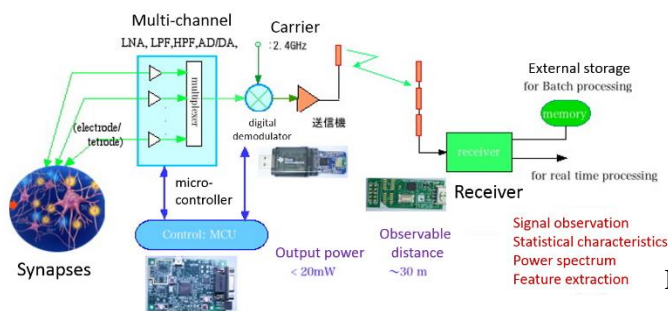 Multi-channel
LNA, LPF,HPF,AD/DA,
Carrier
:2.4GHz
multiplexer
(electrode/
tetrode)
digital
demodulator
送信機
External storage
for Batch processing
memory
receiver
Receiver
for real time processing
micro-
controller
Control: MCU
Synapses
Output power
< 20mW
Observable
distance
～30 m
Signal observation
Statistical characteristics
Power spectrum
Feature extraction